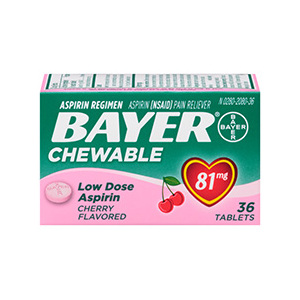 ASPIRIN REGIMEN ASPIRIN (NSAID) PAIN RELIEVER
N 0280-2080-36
BAYER®
BAYER
BAYER
CHEWABLE
Low Dose
Aspirin
CHERRY
FLAVORED
81mg
36
TABLETS